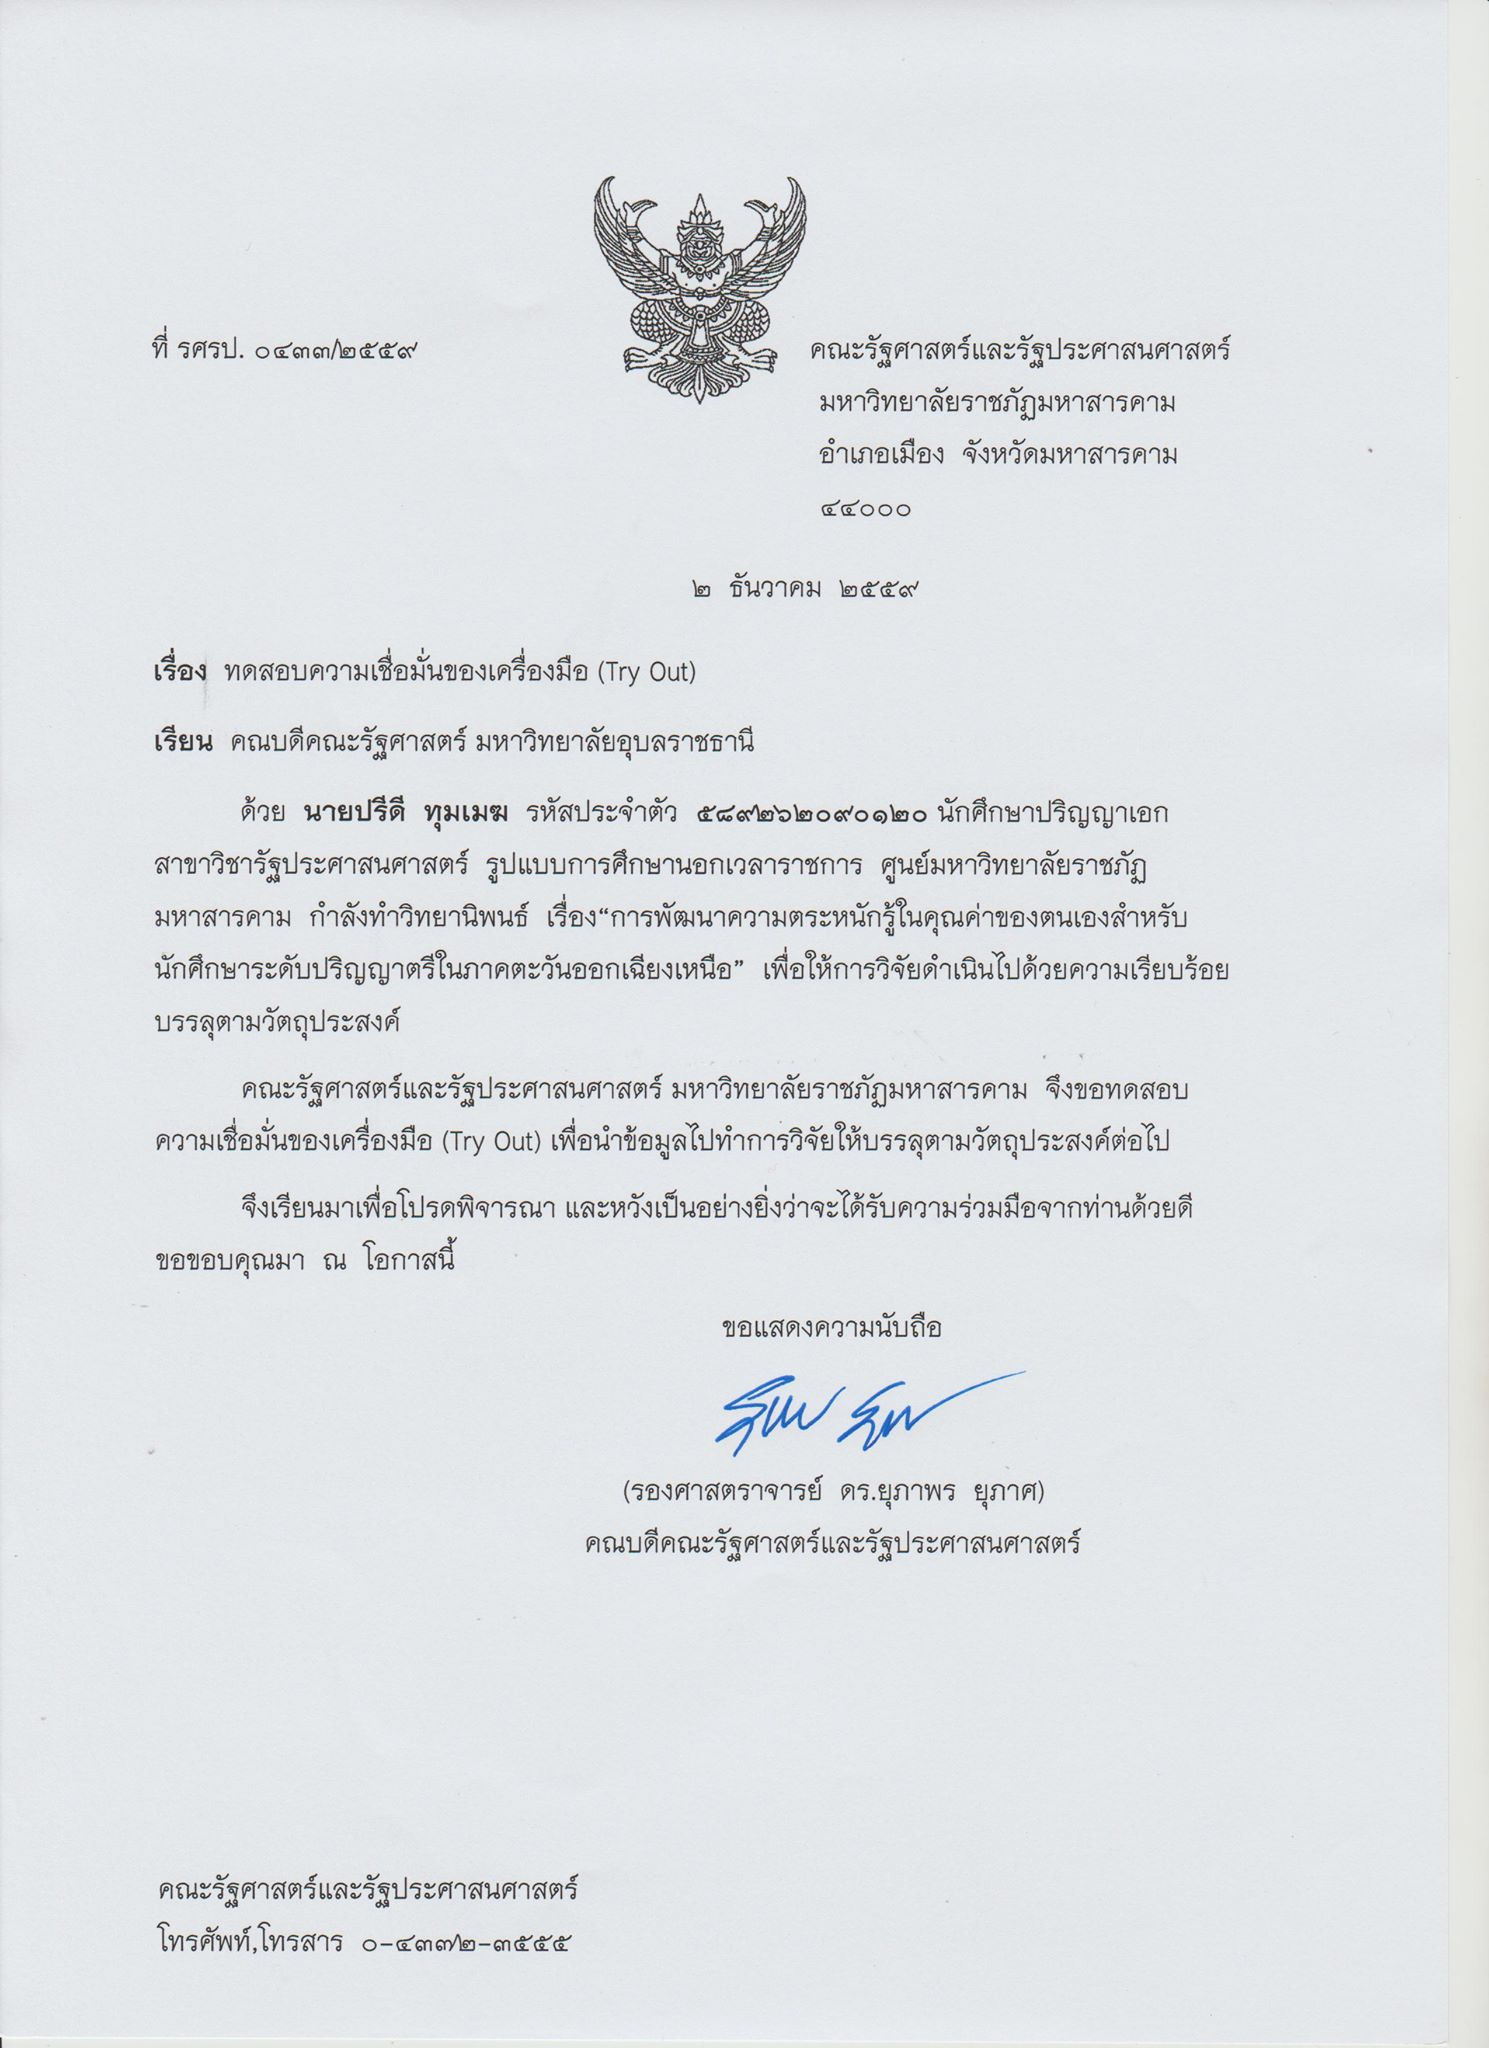 ที่ รศรป. ๐๔๓๓/๒๕๕๙
คณะรัฐศาสตร์และรัฐประศาสนศาสตร์
มหาวิทยาลัยราชภัฏมหาสารคาม
อำเภอเมือง จังหวัดมหาสารคาม
๔๔๐๐๐
๒ ธันวาคม ๒๕๕๙
เรื่อง ทดสอบความเชื่อมั่นของเครื่องมือ (Try Out)
เรียน คณบดีคณะรัฐศาสตร์ มหาวิทยาลัยอุบลราชธานี
ด้วย นายปรีดี ทุมเมฆ รหัสประจำตัว ๕๘๙๒๖๒๐๙๐๑๒๐ นักศึกษาปริญญาเอก
สาขาวิชารัฐประศาสนศาสตร์ รูปแบบการศึกษานอกเวลาราชการ ศูนย์มหาวิทยาลัยราชภัฏ
มหาสารคาม กำลังทำวิทยานิพนธ์ เรื่อง“การพัฒนาความตระหนักรู้ในคุณค่าของตนเองสำหรับ
นักศึกษาระดับปริญญาตรีในภาคตะวันออกเฉียงเหนือ” เพื่อให้การวิจัยดำเนินไปด้วยความเรียบร้อย
บรรลุตามวัตถุประสงค์
คณะรัฐศาสตร์และรัฐประศาสนศาสตร์ มหาวิทยาลัยราชภัฏมหาสารคาม จึงขอทดสอบ
ความเชื่อมั่นของเครื่องมือ (Try Out) เพื่อนำข้อมูลไปทำการวิจัยให้บรรลุตามวัตถุประสงค์ต่อไป
จึงเรียนมาเพื่อโปรดพิจารณา และหวังเป็นอย่างยิ่งว่าจะได้รับความร่วมมือจากท่านด้วยดี
ขอขอบคุณมา ณ โอกาสนี้
ขอแสดงความนับถือ
(รองศาสตราจารย์ ดร.ยุภาพร ยุภาศ)
คณบดีคณะรัฐศาสตร์และรัฐประศาสนศาสตร์
คณะรัฐศาสตร์และรัฐประศาสนศาสตร์
โทรศัพท์,โทรสาร ๐-๔๓๗๒-๓๕๕๕